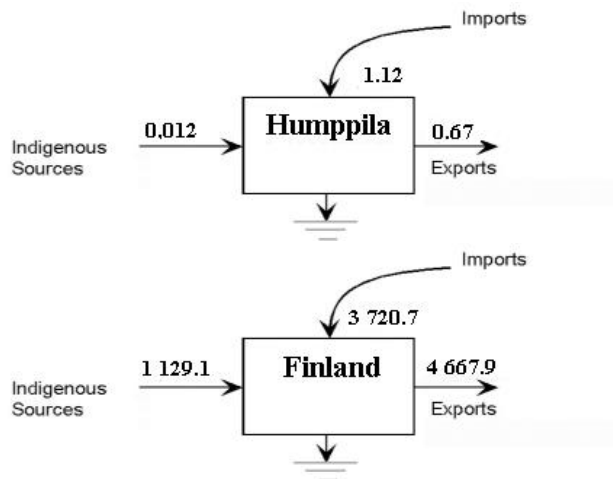 Imports
1.12
0,012
Humppila
0.67
Indigenous
Sources
Exports
Imports
3 720.7
1 129.1
Finland
4 667.9
Indigenous
Sources
Exports